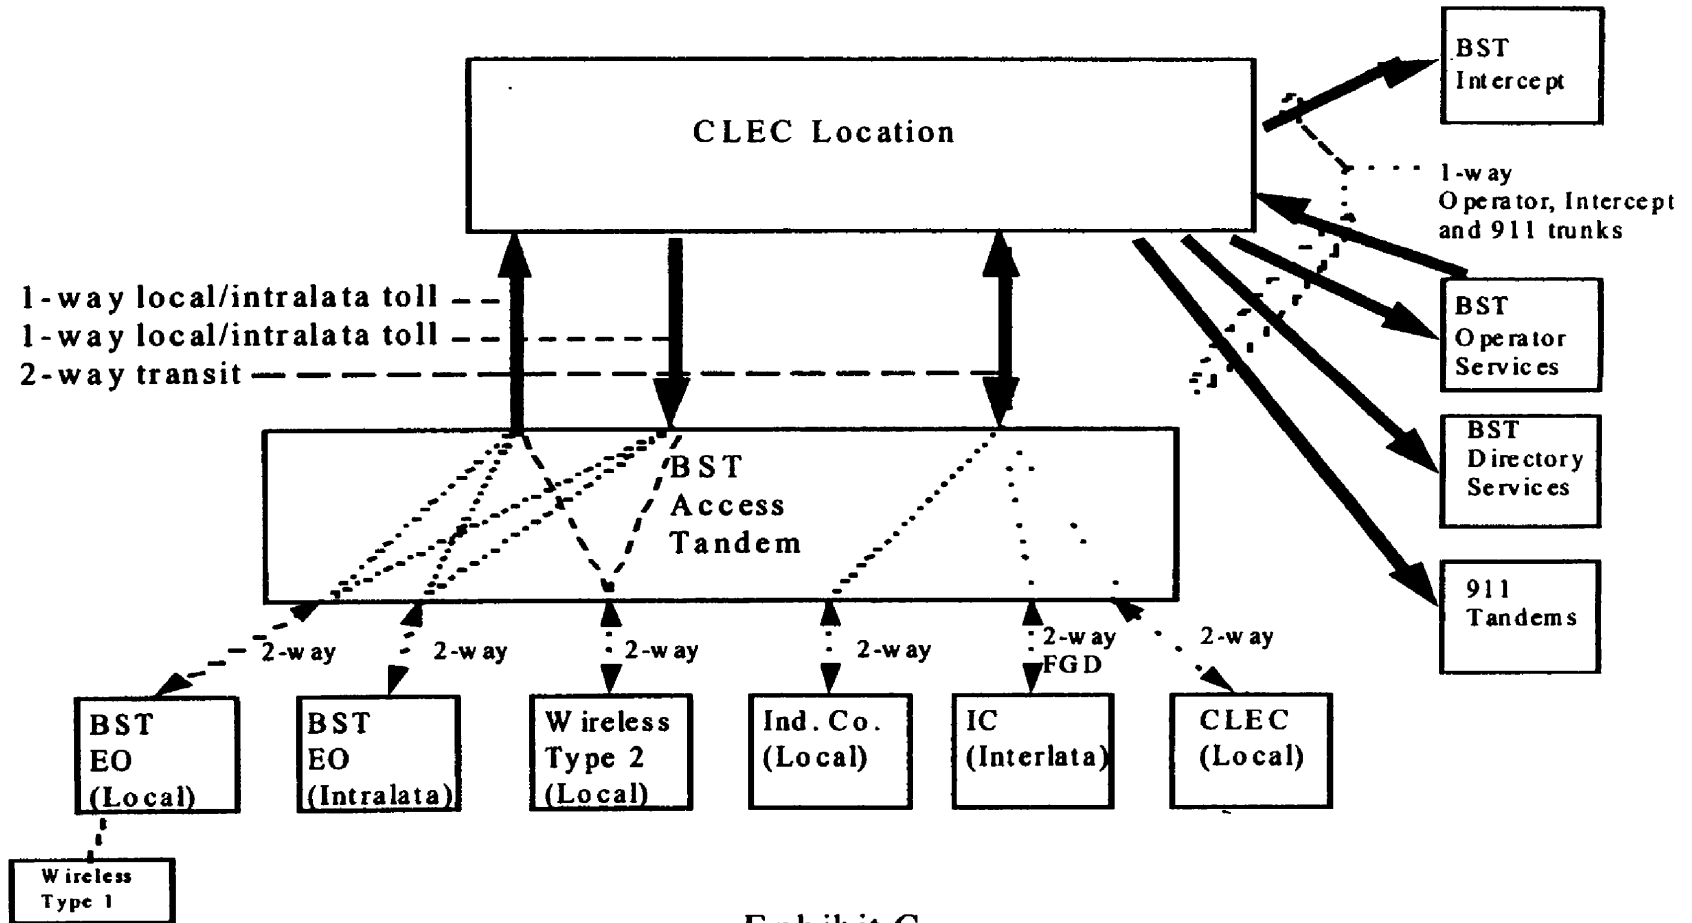 BST
Intercept
CLEC Location
1-way
Operator, Intercept
and 911 trunks
1-way local/intralata toll
1-way local/intralata toll
2-way transit
BST
Operator
Services
BST
Directory
Services
BST
Access
Tandem
911
Tandems
2-way
2-way
2-way
2-way
2-way
FGD
2-way
BST
EO
(Local)
BST
EO
(Intralata)
Wireless
Type 2
(Local)
Ind. Co.
(Local)
IC
(Interlata)
CLEC
(Local)
Wireless
Type 1
Exhibit C